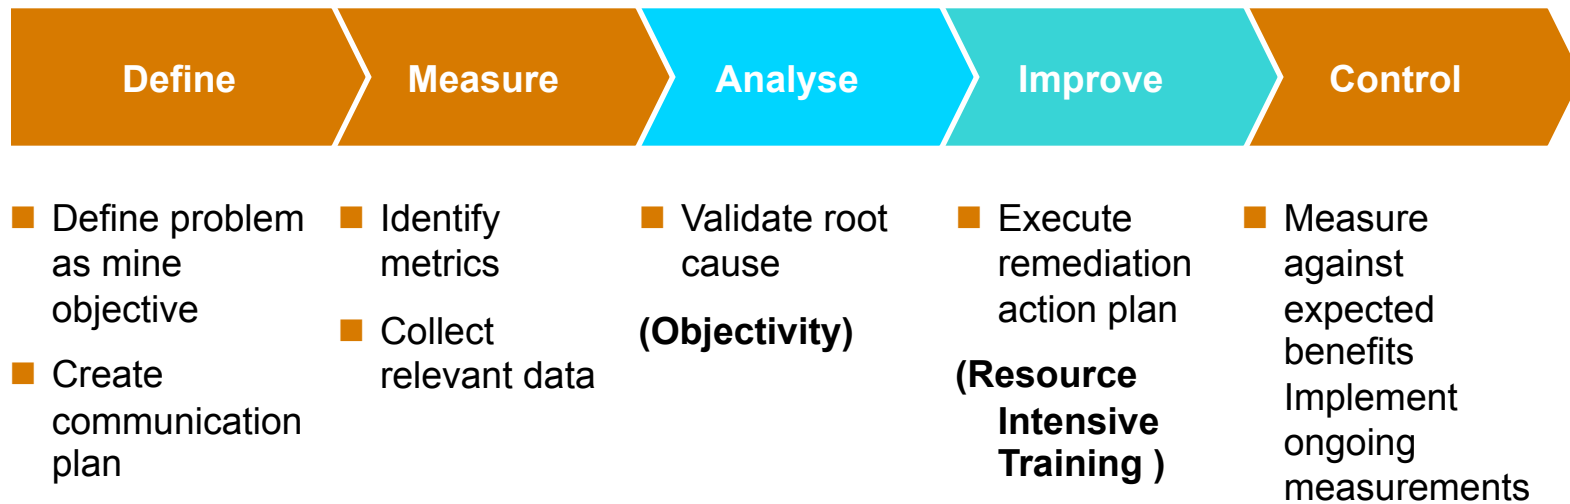 Define
Measure
Analyse
Improve
Control
Define problem
as mine
objective
Create
communication
plan
Identify
metrics
Collect
relevant data
Validate root
cause
(Objectivity)
Execute
remediation
action plan
(Resource
Intensive
Training )
Measure
against
expected
benefits
Implement
ongoing
measurements